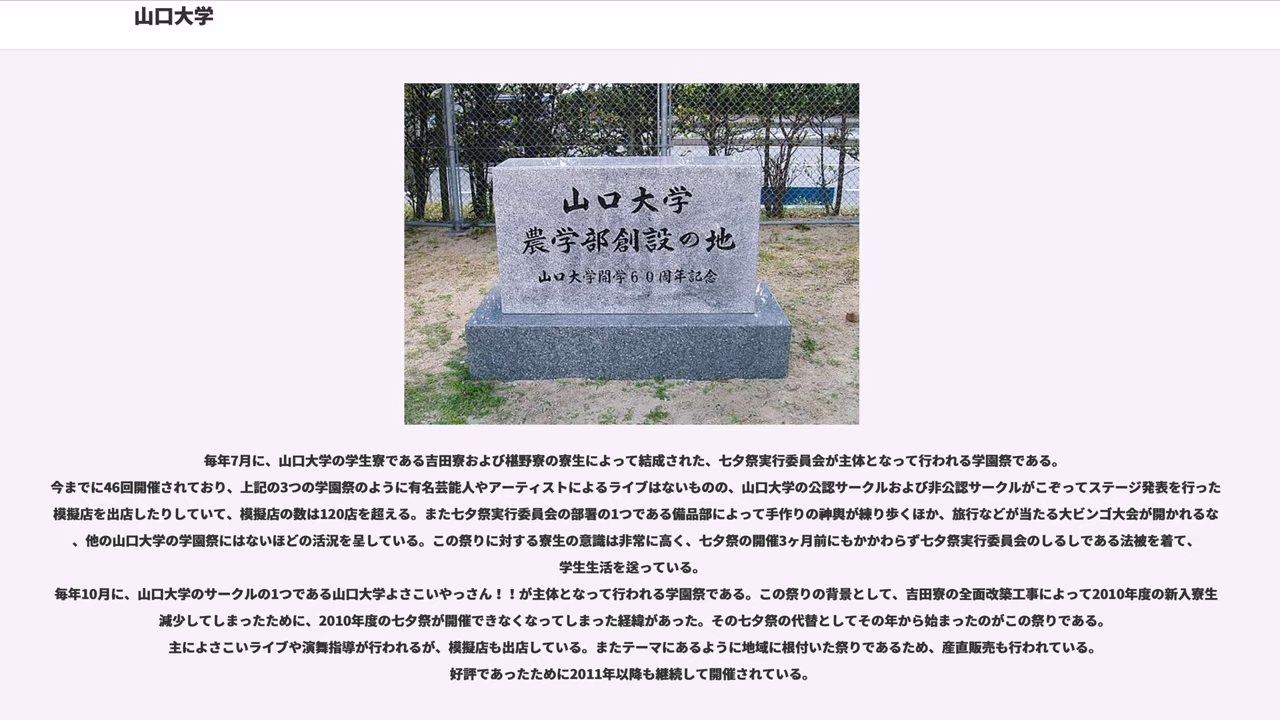 山口大学
山口大学
農学部創設の地
山口大学開学60周年記念
毎年7月に、山口大学の学生寮である吉田寮および椹野寮の寮生によって結成された、七夕祭実行委員会が主体となって行われる学園祭である。
今までに46回開催されており、上記の3つの学園祭のように有名芸能人やアーティストによるライブはないものの、山口大学の公認サークルおよび非公認サークルがこぞってステージ発表を行った
模擬店を出店したりしていて、模擬店の数は120店を超える。また七夕祭実行委員会の部署の1つである備品部によって手作りの神輿が練り歩くほか、旅行などが当たる大ビンゴ大会が開かれるな
、他の山口大学の学園祭にはないほどの活況を呈している。この祭りに対する寮生の意識は非常に高く、七夕祭の開催3ヶ月前にもかかわらず七夕祭実行委員会のしるしである法被を着て、
学生生活を送っている。
毎年10月に、山口大学のサークルの1つである山口大学よさこいやっさん！！が主体となって行われる学園祭である。この祭りの背景として、吉田寮の全面改築工事によって2010年度の新入寮生
減少してしまったために、2010年度の七夕祭が開催できなくなってしまった経緯があった。その七夕祭の代替としてその年から始まったのがこの祭りである。
主によさこいライブや演舞指導が行われるが、模擬店も出店している。またテーマにあるように地域に根付いた祭りであるため、産直販売も行われている。
好評であったために2011年以降も継続して開催されている。